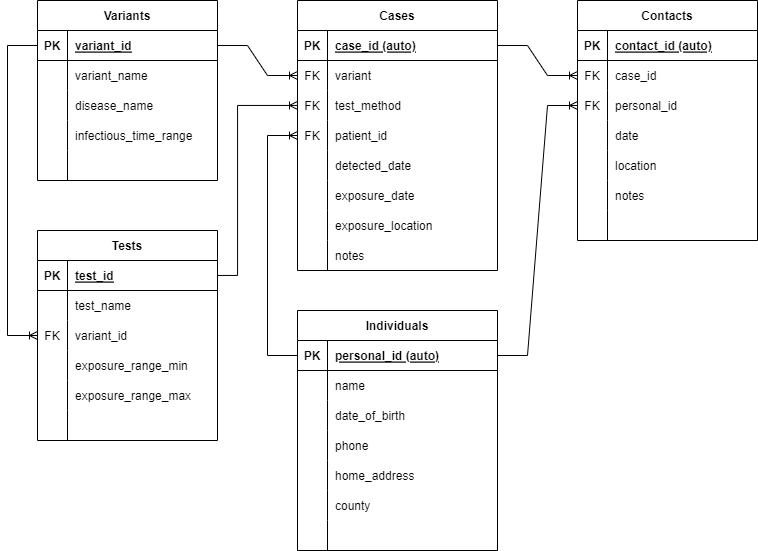 Variants
PK variant_id
variant_name
disease_name
infectious_time_range
Tests
PK test_id
test_name
FK variant_id
exposure_range_min
exposure_range_max
Cases
PK case_id (auto)
FK variant
FK test_method
FK patient_id
detected_date
exposure_date
exposure_location
notes
Individuals
PK personal_id (auto)
name
date_of_birth
phone
home_address
county
Contacts
PK contact_id (auto)
FK case_id
FK personal_id
date
location
notes